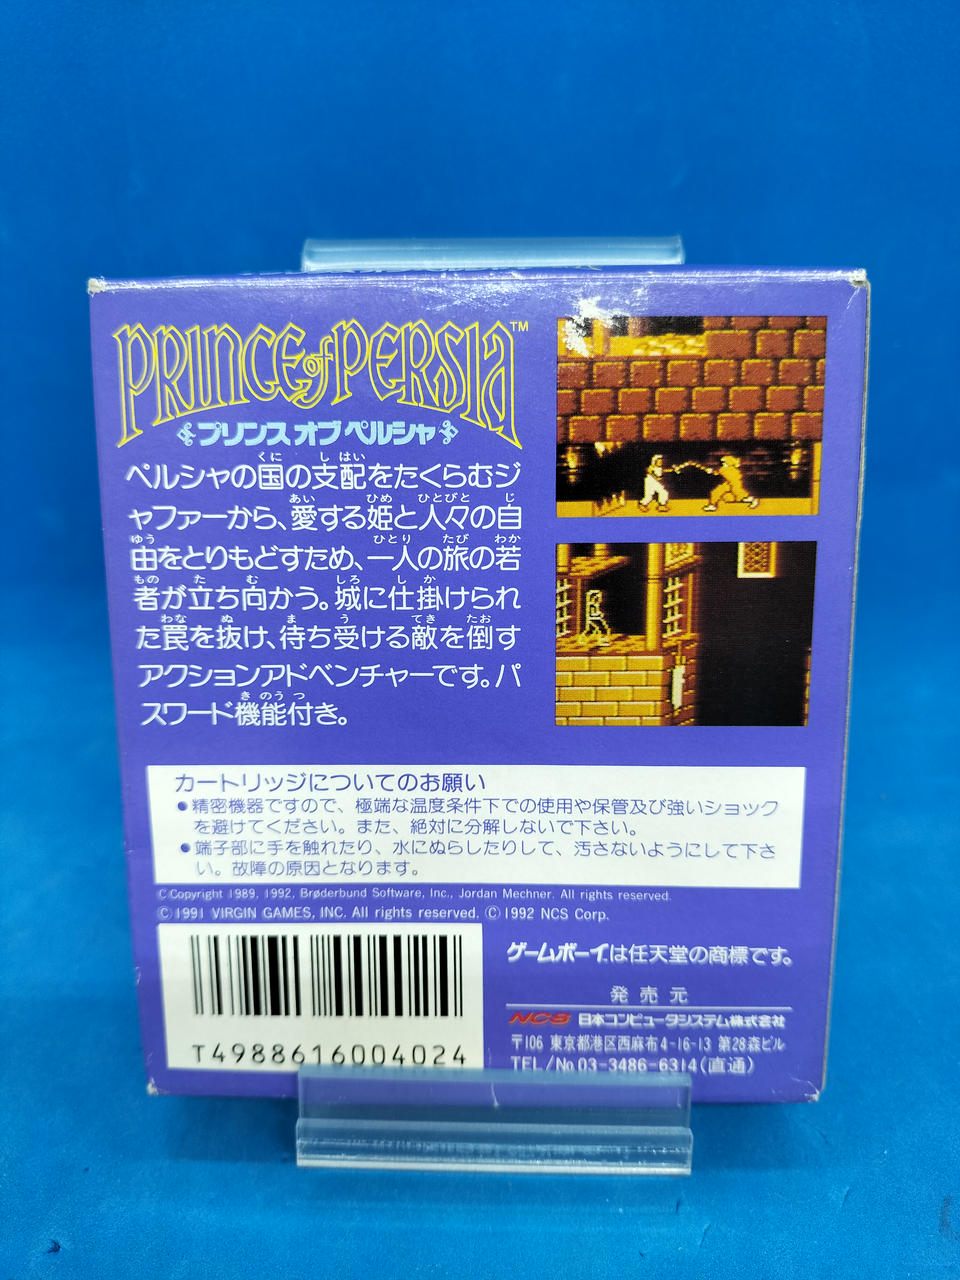 PRINCE of PERSIA™
プリンス オブ ペルシャ
ペルシャの国の支配をたくらむジ
ャファーから、愛する姫と人々の自
由をとりもどすため、一人の旅の若
者が立ち向かう。城に仕掛けられ
た罠を抜け、待ち受ける敵を倒す
アクションアドベンチャーです。パ
スワード機能付き。
カートリッジについてのお願い
●精密機器ですので、極端な温度条件下での使用や保管及び強いショック
を避けてください。また、絶対に分解しないで下さい。
●端子部に手を触れたり、水にぬらしたりして、汚さないようにして下さ
い。故障の原因となります。
©Copyright 1989, 1992, Brøderbund Software, Inc., Jordan Mechner. All rights reserved.
©1991 VIRGIN GAMES, INC. All rights reserved. ©1992 NCS Corp.
T4988616004024
ゲームボーイは任天堂の商標です。
発売元
NCS 日本コンピュータシステム株式会社
〒106 東京都港区西麻布4-16-13 第28森ビル
TEL/No.03-3486-6314(直通)